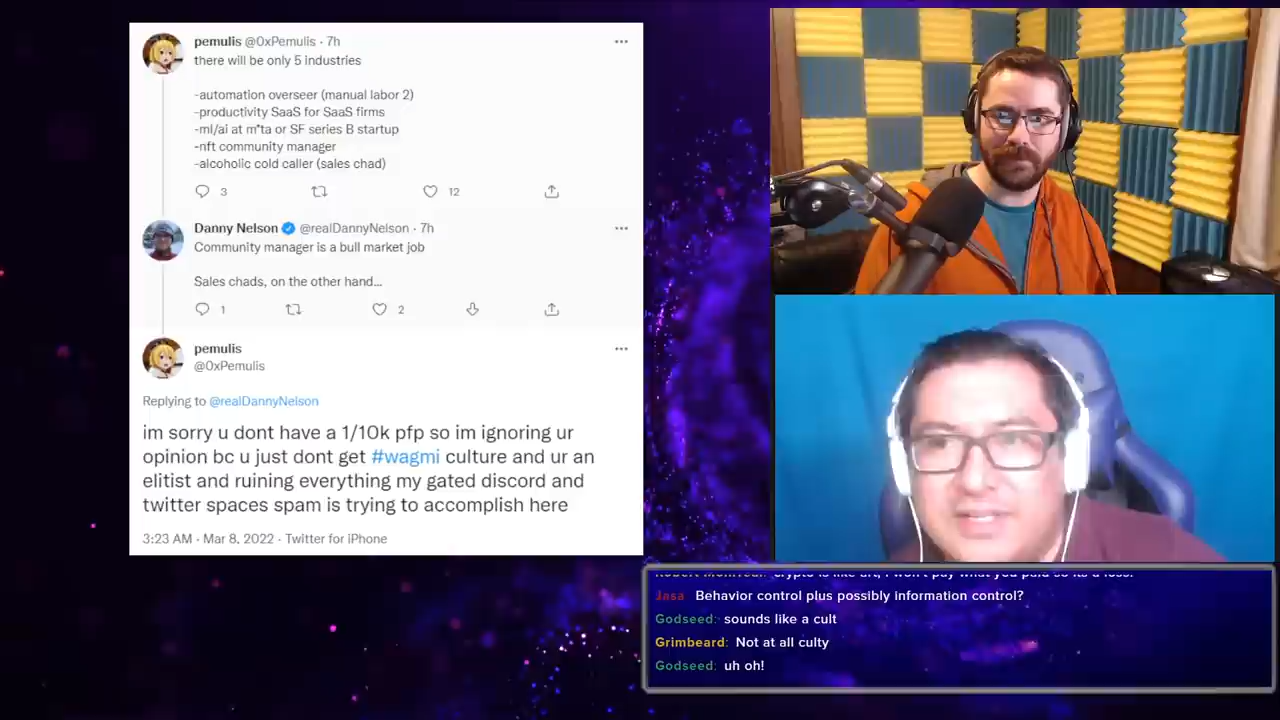 pemulis @0xPemulis · 7h
there will be only 5 industries
-automation overseer (manual labor 2)
-productivity SaaS for SaaS firms
-ml/ai at m*ta or SF series B startup
-nft community manager
-alcoholic cold caller (sales chad)
3 12
Danny Nelson @realDannyNelson · 7h
Community manager is a bull market job
Sales chads, on the other hand...
1 2
pemulis
@0xPemulis
Replying to @realDannyNelson
im sorry u dont have a 1/10k pfp so im ignoring ur
opinion bc u just dont get #wagmi culture and ur an
elitist and ruining everything my gated discord and
twitter spaces spam is trying to accomplish here
3:23 AM · Mar 8, 2022 · Twitter for iPhone
Jasa Behavior control plus possibly information control?
Godseed: sounds like a cult
Grimbeard: Not at all culty
Godseed: uh oh!